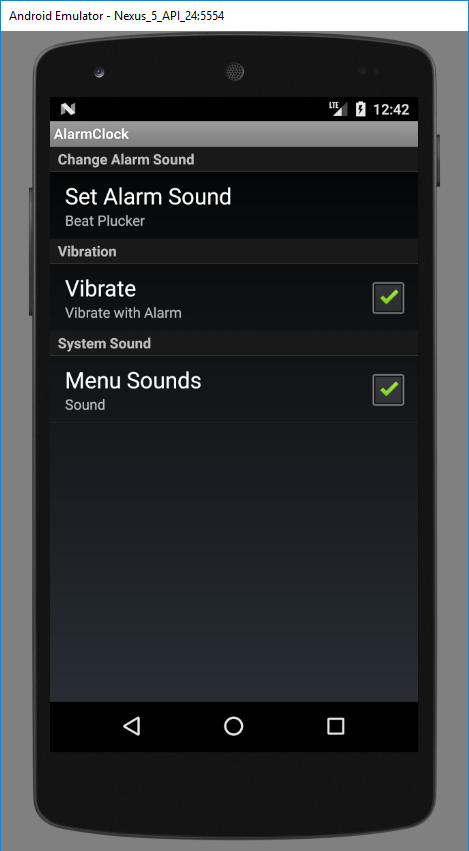 Android Emulator - Nexus_5_API_24:5554
LTE 12:42
AlarmClock
Change Alarm Sound
Set Alarm Sound
Beat Plucker
Vibration
Vibrate
Vibrate with Alarm
System Sound
Menu Sounds
Sound